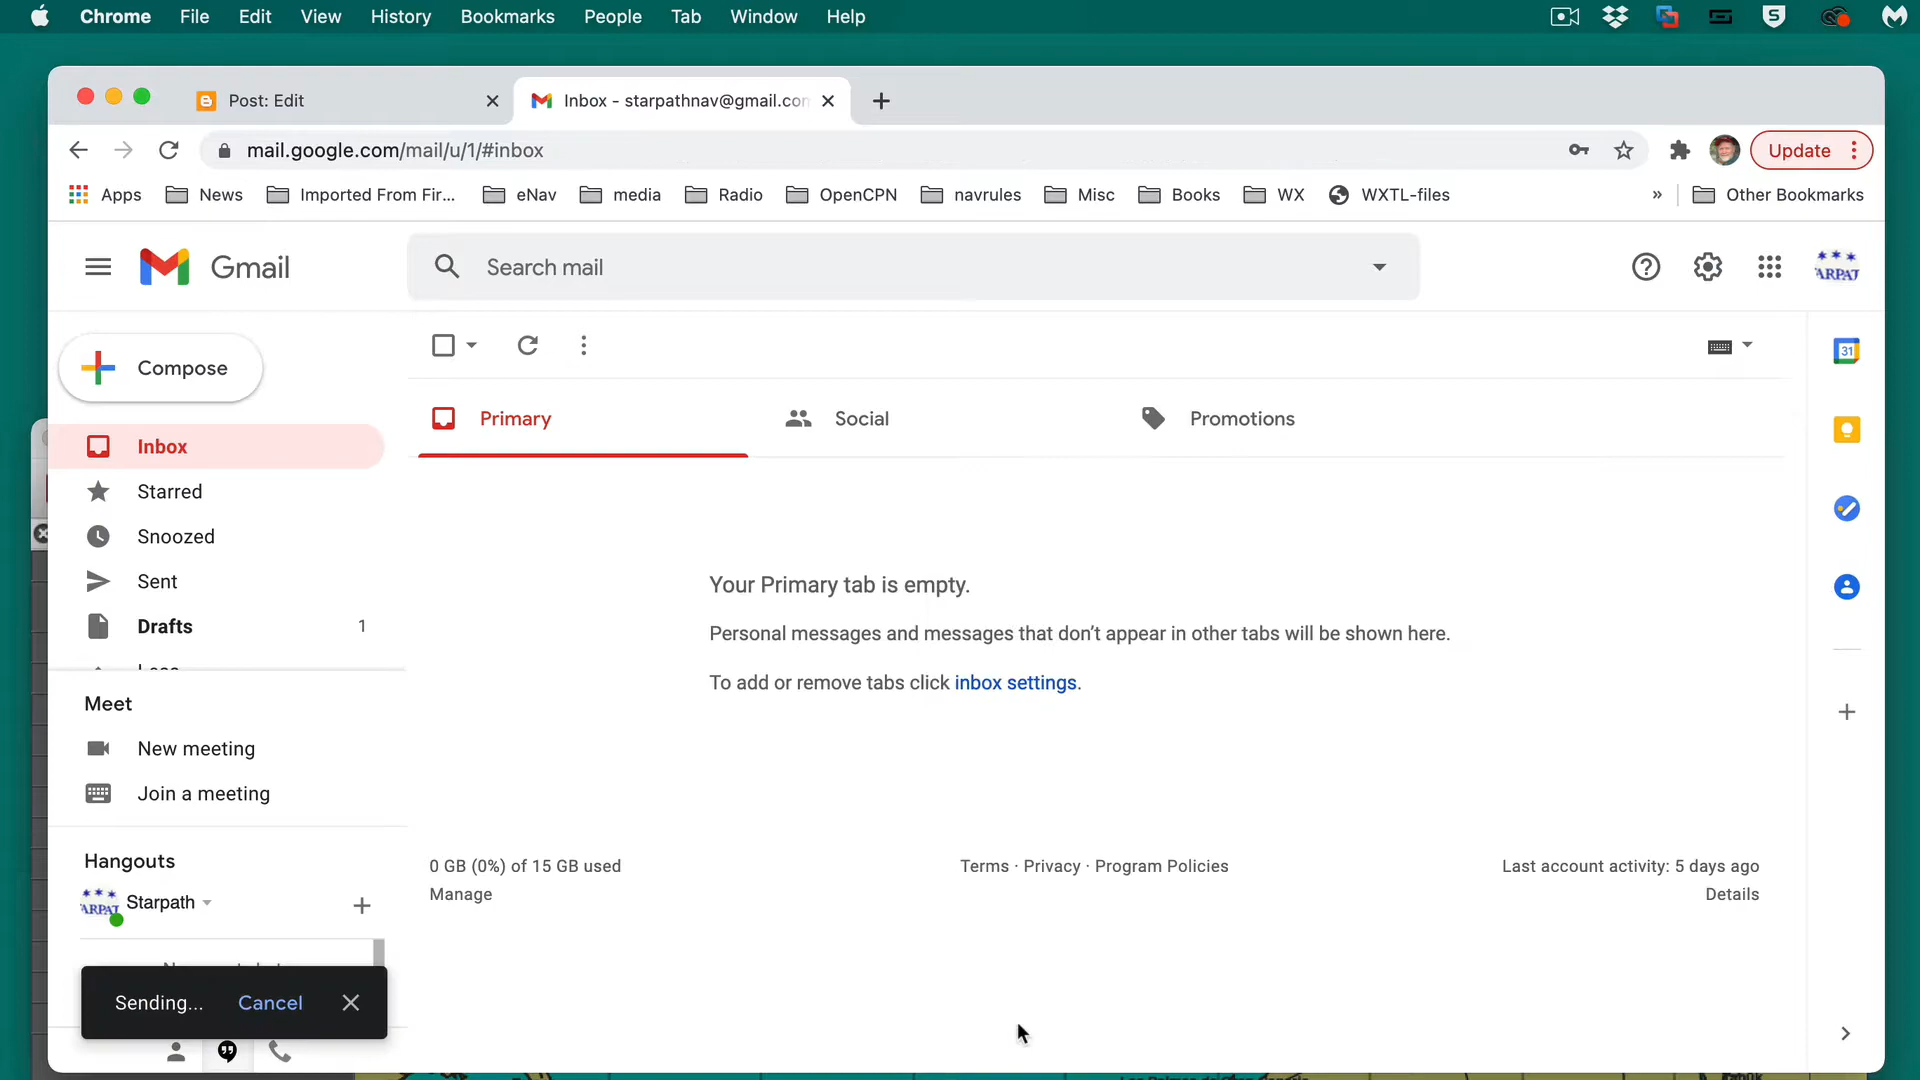 Chrome File Edit View History Bookmarks People Tab Window Help
Post: Edit
Inbox - starpathnav@gmail.con
mail.google.com/mail/u/1/#inbox
Update
Apps News Imported From Fir... eNav media Radio OpenCPN navrules Misc Books WX WXTL-files » Other Bookmarks
Gmail
Search mail
ARPAT
Compose
31
Primary
Social
Promotions
Inbox
Starred
Snoozed
Sent
Drafts 1
Your Primary tab is empty.
Personal messages and messages that don't appear in other tabs will be shown here.
To add or remove tabs click inbox settings.
Meet
New meeting
Join a meeting
Hangouts
ARPAT
Starpath
0 GB (0%) of 15 GB used
Manage
Terms · Privacy · Program Policies
Last account activity: 5 days ago
Details
Sending... Cancel